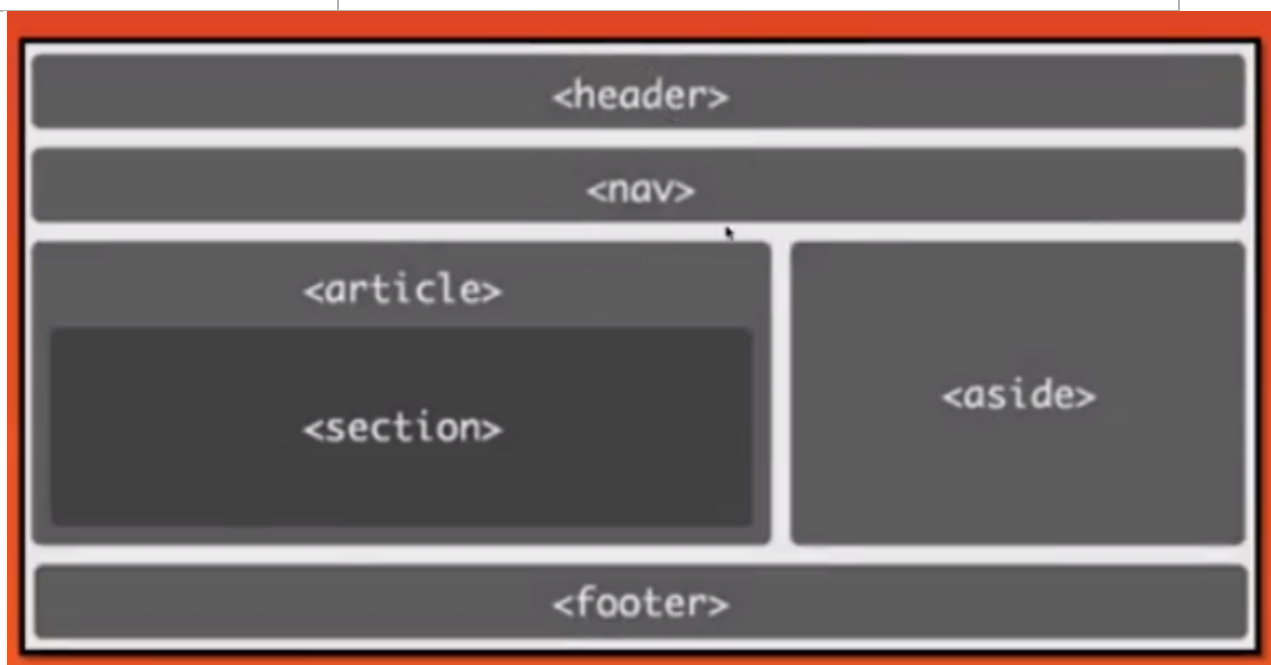 <header>
<nav>
<article>
<section>
<aside>
<footer>